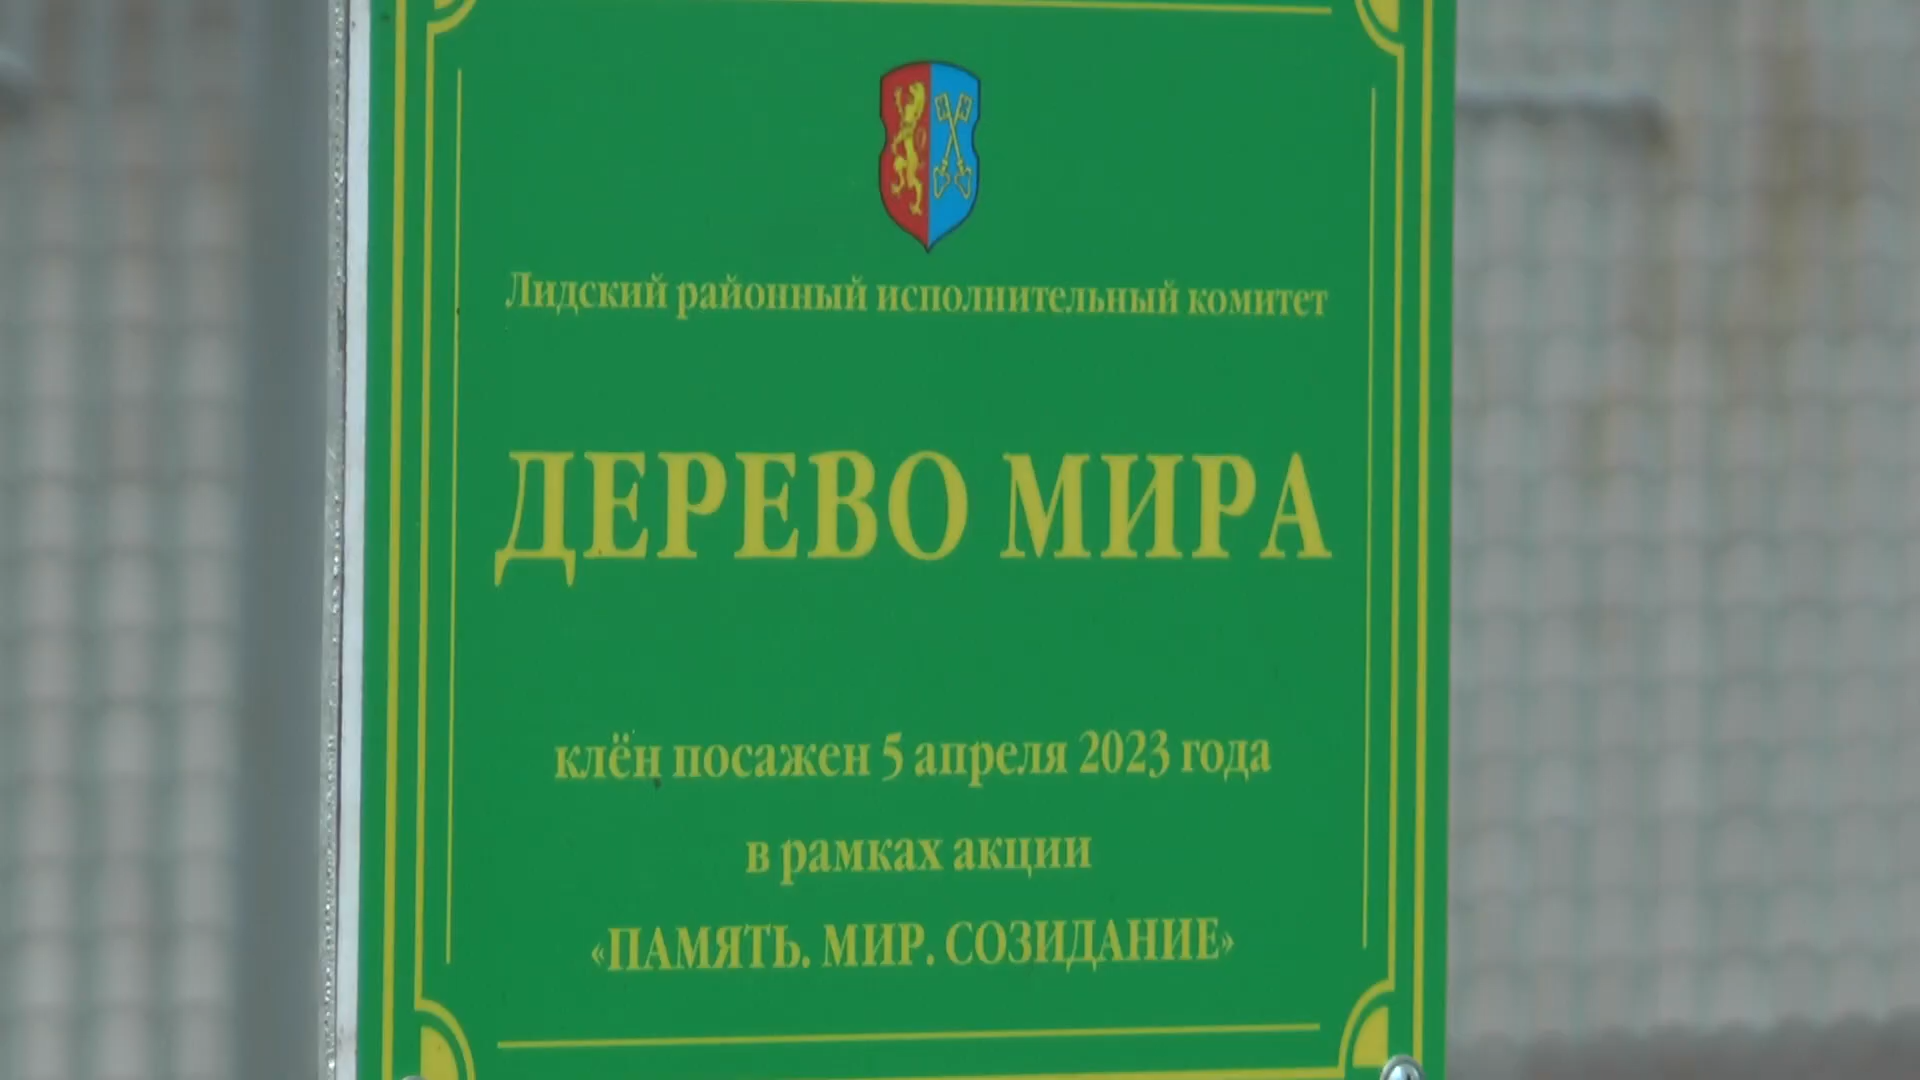 Лидский районный исполнительный комитет
ДЕРЕВО МИРА
клён посажен 5 апреля 2023 года
в рамках акции
«ПАМЯТЬ. МИР. СОЗИДАНИЕ»